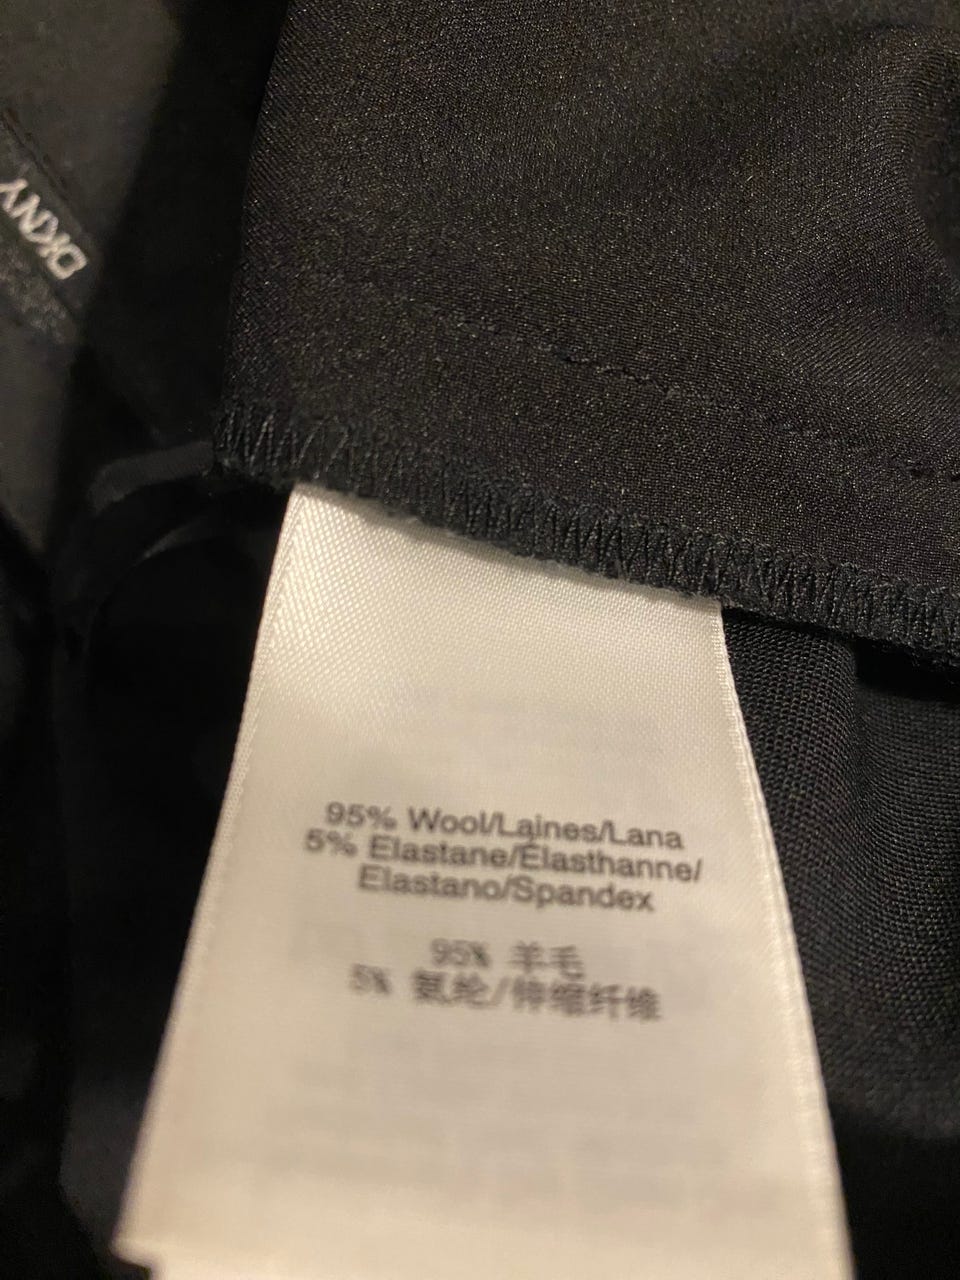 DKNY
95% Wool/Laines/Lana
5% Elastane/Élasthanne/
Elastano/Spandex
95% 羊毛
5% 氨纶/伸缩纤维